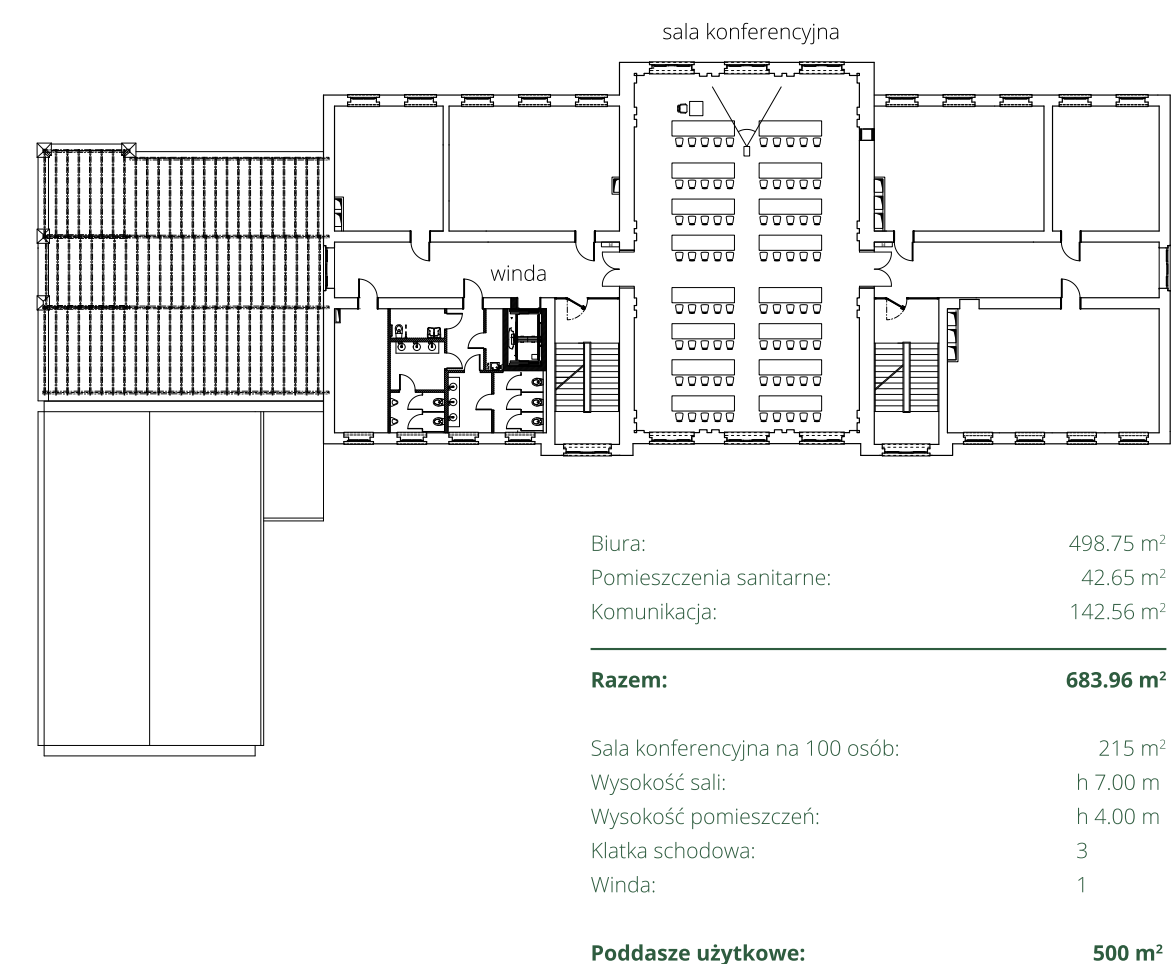 sala konferencyjna
winda
Biura: 498.75 m²
Pomieszczenia sanitarne: 42.65 m²
Komunikacja: 142.56 m²
Razem: 683.96 m²
Sala konferencyjna na 100 osób: 215 m²
Wysokość sali: h 7.00 m
Wysokość pomieszczeń: h 4.00 m
Klatka schodowa: 3
Winda: 1
Poddasze użytkowe: 500 m²